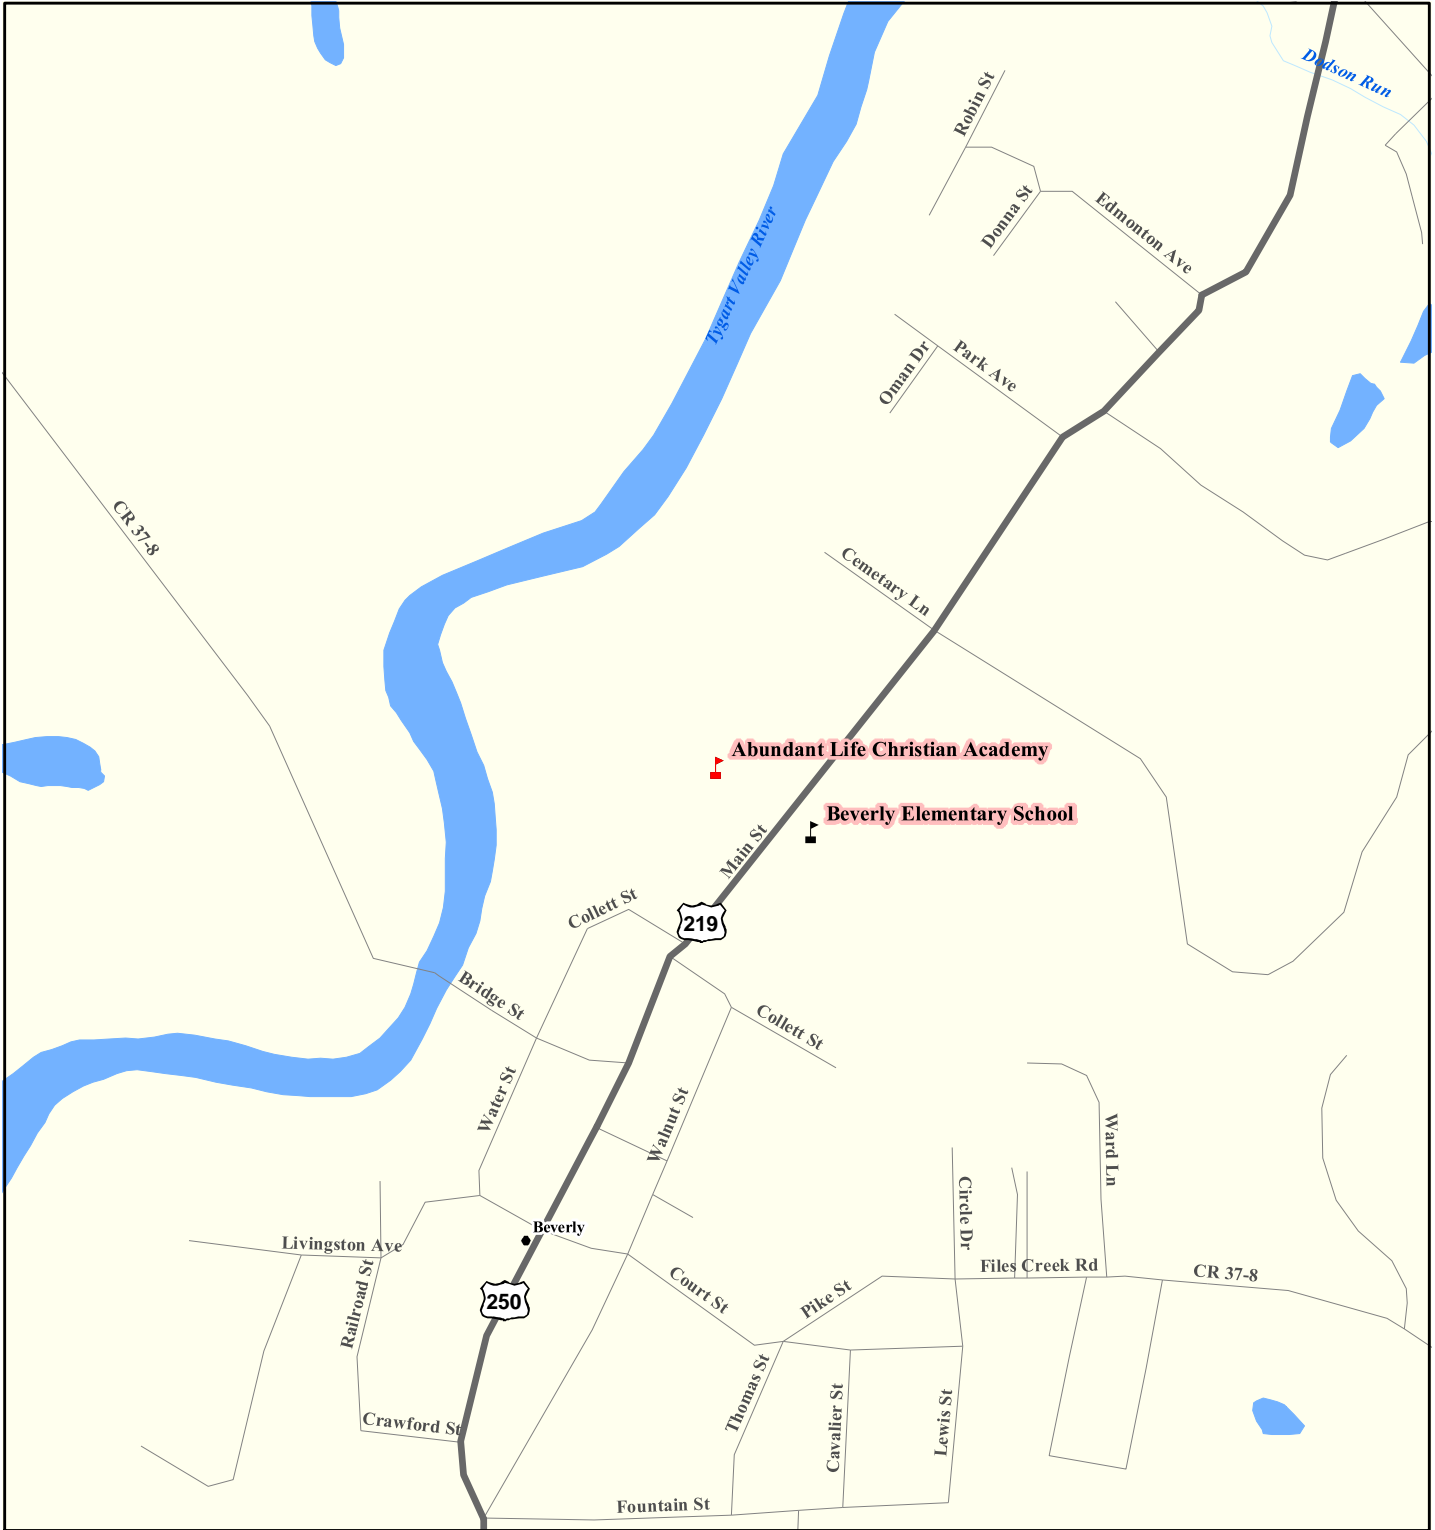 Dodson Run
Robin St
Donna St
Edmonton Ave
Tygart Valley River
Oman Dr
Park Ave
CR 37-8
Cemetary Ln
Abundant Life Christian Academy
Beverly Elementary School
Main St
Collett St
219
Bridge St
Collett St
Water St
Walnut St
Ward Ln
Circle Dr
Beverly
Livingston Ave
Files Creek Rd
CR 37-8
Railroad St
250
Court St
Pike St
Thomas St
Cavalier St
Lewis St
Crawford St
Fountain St